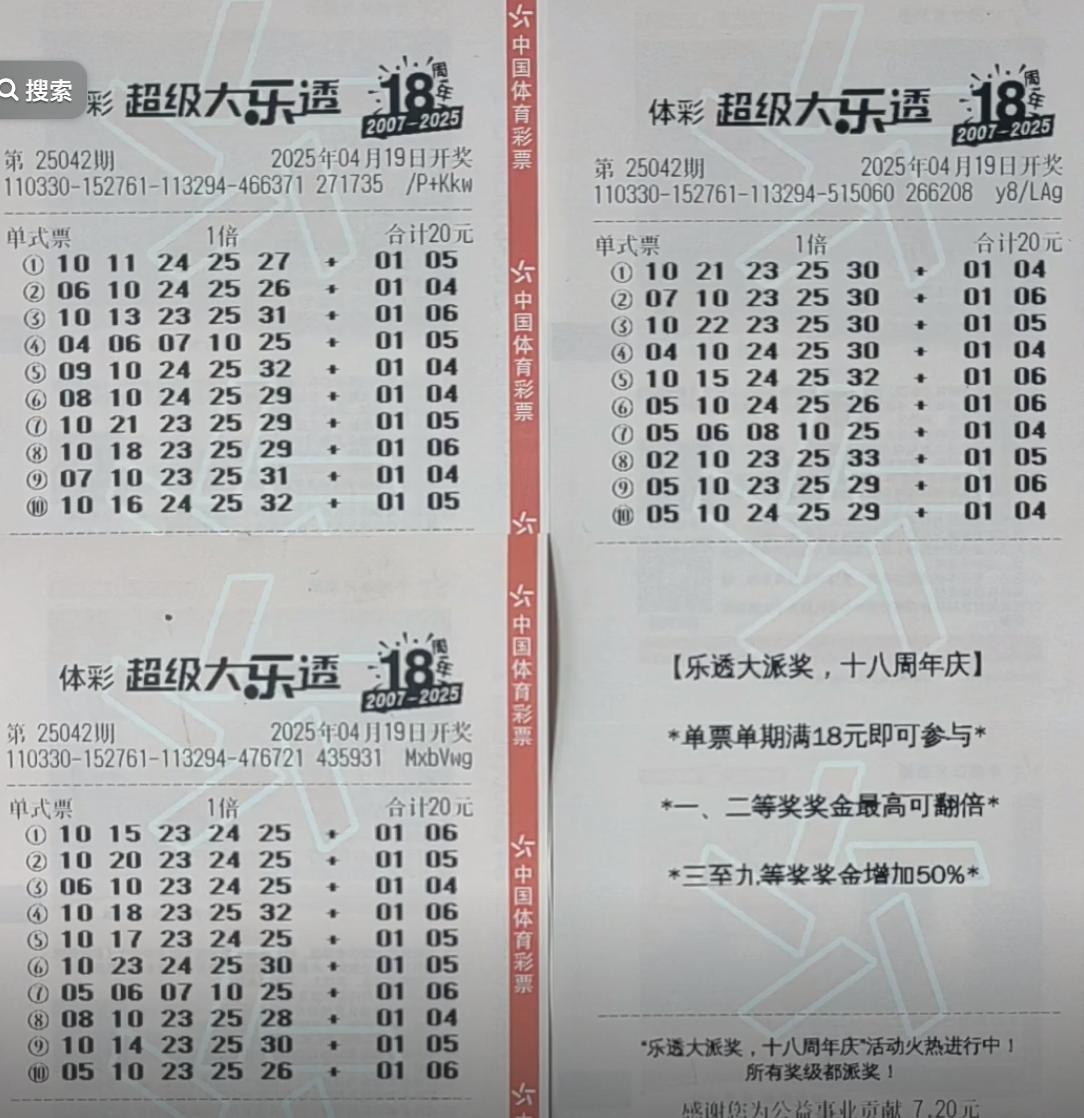 搜索
彩 超级大乐透 18周年 2007-2025
第 25042期 2025年04月19日开奖
110330-152761-113294-466371 271735 /P+Kkw
单式票 1倍 合计20元
① 10 11 24 25 27 + 01 05
② 06 10 24 25 26 + 01 04
③ 10 13 23 25 31 + 01 06
④ 04 06 07 10 25 + 01 05
⑤ 09 10 24 25 32 + 01 04
⑥ 08 10 24 25 29 + 01 04
⑦ 10 21 23 25 29 + 01 05
⑧ 10 18 23 25 29 + 01 06
⑨ 07 10 23 25 31 + 01 04
⑩ 10 16 24 25 32 + 01 05
中国体育彩票
中国体育彩票
体彩 超级大乐透 18周年 2007-2025
第 25042期 2025年04月19日开奖
110330-152761-113294-515060 266208 y8/LAg
单式票 1倍 合计20元
① 10 21 23 25 30 + 01 04
② 07 10 23 25 30 + 01 06
③ 10 22 23 25 30 + 01 05
④ 04 10 24 25 30 + 01 04
⑤ 10 15 24 25 32 + 01 06
⑥ 05 10 24 25 26 + 01 06
⑦ 05 06 08 10 25 + 01 04
⑧ 02 10 23 25 33 + 01 05
⑨ 05 10 23 25 29 + 01 06
⑩ 05 10 24 25 29 + 01 04
体彩 超级大乐透 18周年 2007-2025
第 25042期 2025年04月19日开奖
110330-152761-113294-476721 435931 MxbVwg
单式票 1倍 合计20元
① 10 15 23 24 25 + 01 06
② 10 20 23 24 25 + 01 05
③ 06 10 23 24 25 + 01 04
④ 10 18 23 25 32 + 01 06
⑤ 10 17 23 24 25 + 01 05
⑥ 10 23 24 25 30 + 01 05
⑦ 05 06 07 10 25 + 01 06
⑧ 08 10 23 25 28 + 01 04
⑨ 10 14 23 25 30 + 01 05
⑩ 05 10 23 25 26 + 01 06
中国体育彩票
中国体育彩票
中
【乐透大派奖，十八周年庆】
*单票单期满18元即可参与*
*一、二等奖奖金最高可翻倍*
*三至九等奖奖金增加50%*
“乐透大派奖，十八周年庆”活动火热进行中！
所有奖级都派奖！
感谢您为公益事业贡献 7.20元